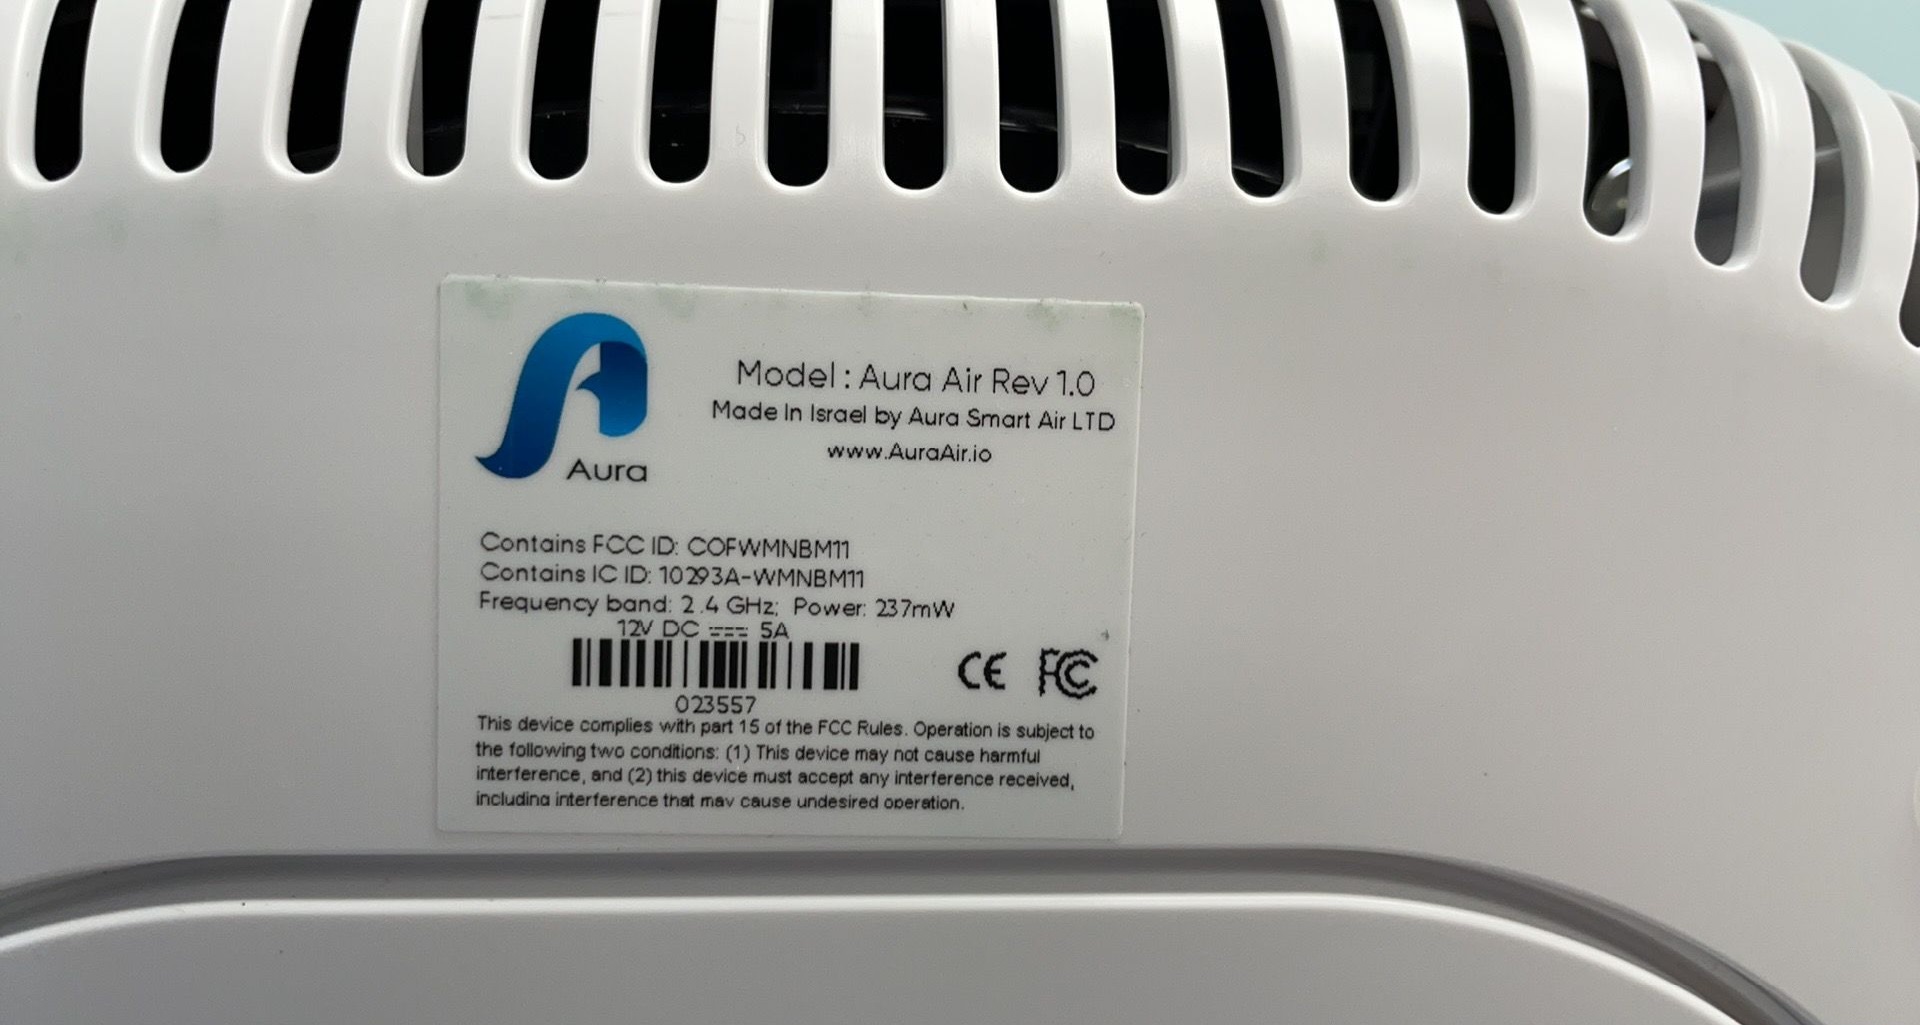 Aura
Model : Aura Air Rev 1.0
Made In Israel by Aura Smart Air LTD
www.AuraAir.io
Contains FCC ID: COFWMNBM11
Contains IC ID: 10293A-WMNBM11
Frequency band: 2.4 GHz; Power: 237mW
12V DC ⎓ 5A
023557
CE FCC
This device complies with part 15 of the FCC Rules. Operation is subject to
the following two conditions: (1) This device may not cause harmful
interference, and (2) this device must accept any interference received,
including interference that may cause undesired operation.